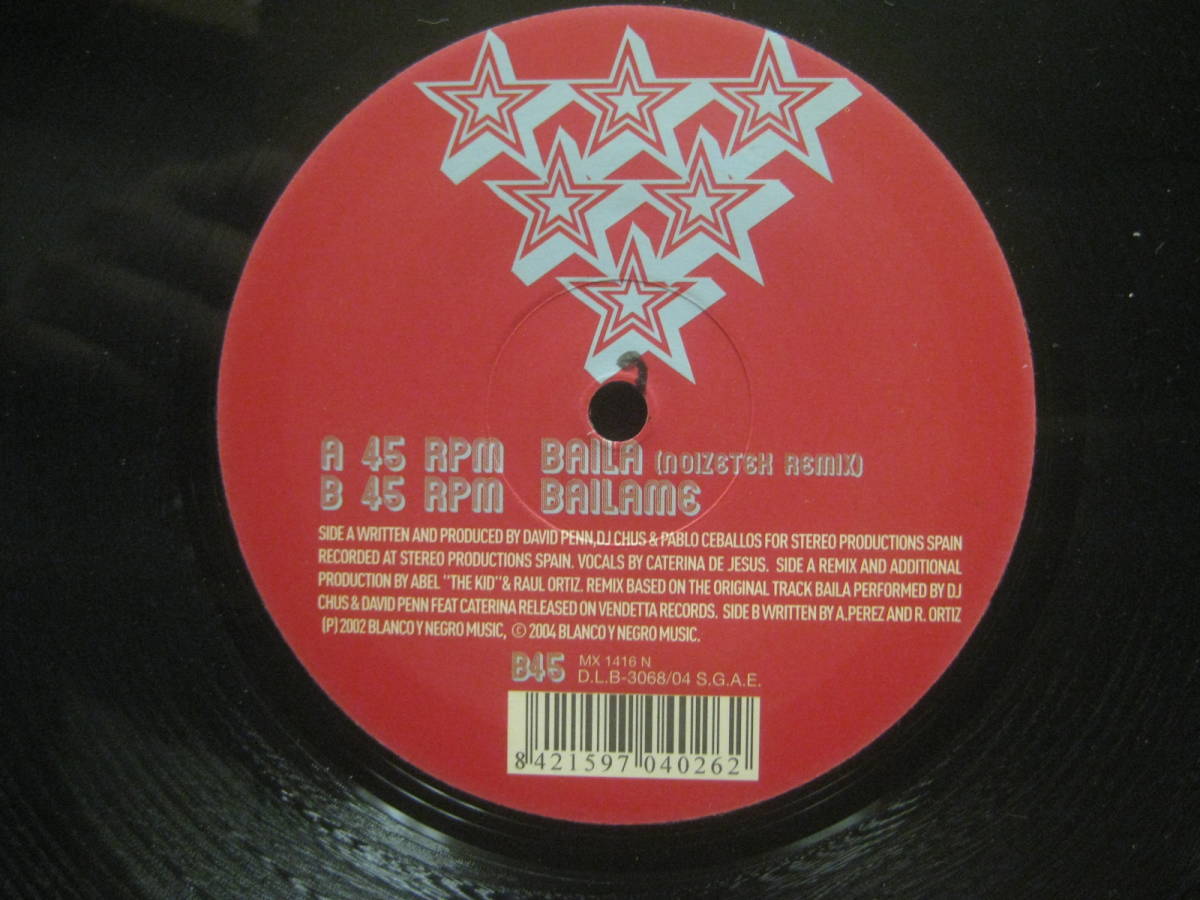 A 45 RPM BAILA (NOIZETEK REMIX)
B 45 RPM BAILAME
SIDE A WRITTEN AND PRODUCED BY DAVID PENN,DJ CHUS & PABLO CEBALLOS FOR STEREO PRODUCTIONS SPAIN
RECORDED AT STEREO PRODUCTIONS SPAIN. VOCALS BY CATERINA DE JESUS. SIDE A REMIX AND ADDITIONAL
PRODUCTION BY ABEL "THE KID"& RAUL ORTIZ. REMIX BASED ON THE ORIGINAL TRACK BAILA PERFORMED BY DJ
CHUS & DAVID PENN FEAT CATERINA RELEASED ON VENDETTA RECORDS. SIDE B WRITTEN BY A.PEREZ AND R. ORTIZ
(P) 2002 BLANCO Y NEGRO MUSIC, © 2004 BLANCO Y NEGRO MUSIC.
B45 MX 1416 N
D.L.B-3068/04 S.G.A.E.
8 421597 040262